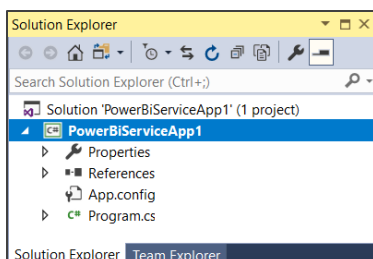 Solution Explorer
Search Solution Explorer (Ctrl+;)
Solution 'PowerBiServiceApp1' (1 project)
C# PowerBiServiceApp1
Properties
References
App.config
C# Program.cs
Solution Explorer Team Explorer